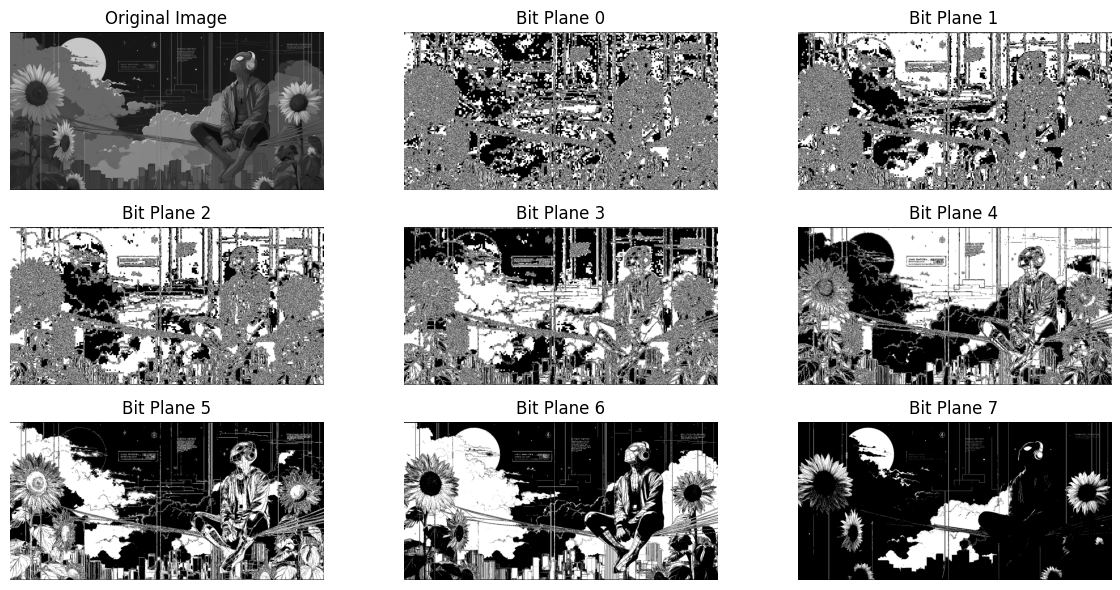 Original Image
Bit Plane 0
Bit Plane 1
Bit Plane 2
Bit Plane 3
Bit Plane 4
Bit Plane 5
Bit Plane 6
Bit Plane 7